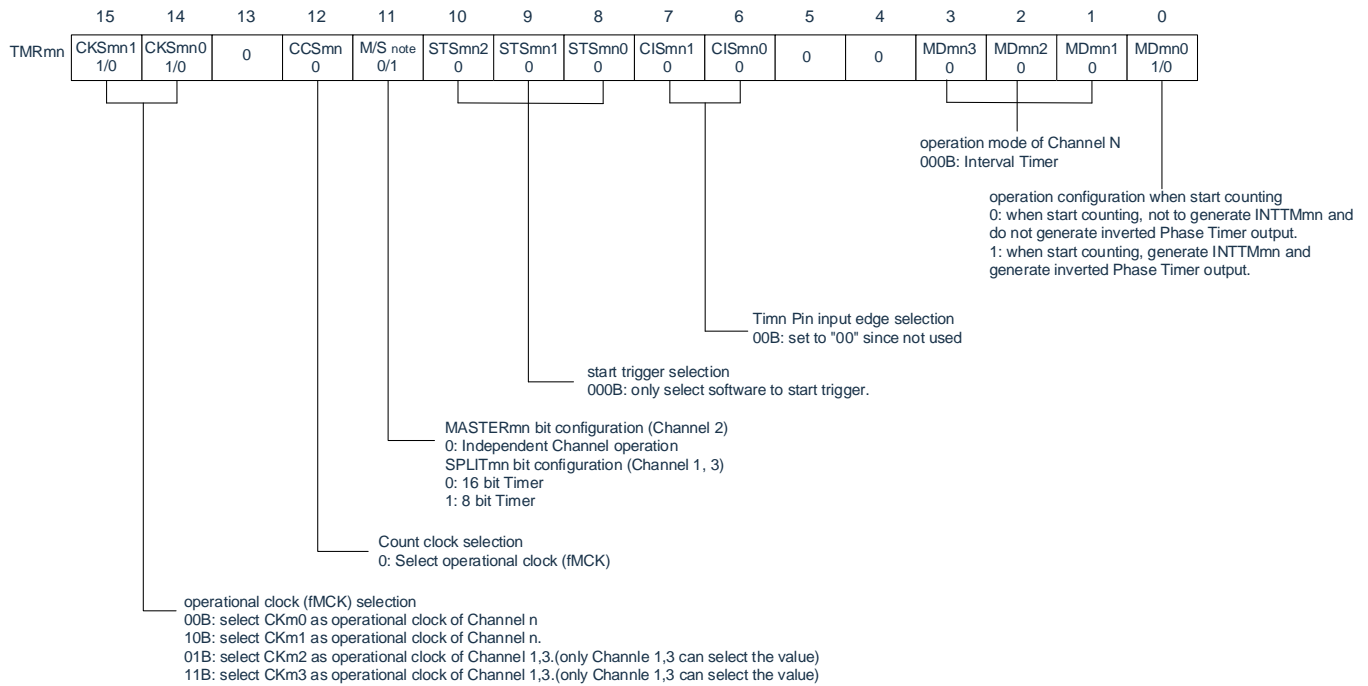 15 14 13 12 11 10 9 8 7 6 5 4 3 2 1 0
TMRmn CKSmn1 CKSmn0 0 CCSmn M/S note STSmn2 STSmn1 STSmn0 CISmn1 CISmn0 0 0 MDmn3 MDmn2 MDmn1 MDmn0
1/0 1/0 0 0/1 0 0 0 0 0 0 0 0 1/0
operation mode of Channel N
000B: Interval Timer
operation configuration when start counting
0: when start counting, not to generate INTTMmn and
do not generate inverted Phase Timer output.
1: when start counting, generate INTTMmn and
generate inverted Phase Timer output.
Timn Pin input edge selection
00B: set to "00" since not used
start trigger selection
000B: only select software to start trigger.
MASTERmn bit configuration (Channel 2)
0: Independent Channel operation
SPLITmn bit configuration (Channel 1, 3)
0: 16 bit Timer
1: 8 bit Timer
Count clock selection
0: Select operational clock (fMCK)
operational clock (fMCK) selection
00B: select CKm0 as operational clock of Channel n
10B: select CKm1 as operational clock of Channel n.
01B: select CKm2 as operational clock of Channel 1,3.(only Channle 1,3 can select the value)
11B: select CKm3 as operational clock of Channel 1,3.(only Channle 1,3 can select the value)